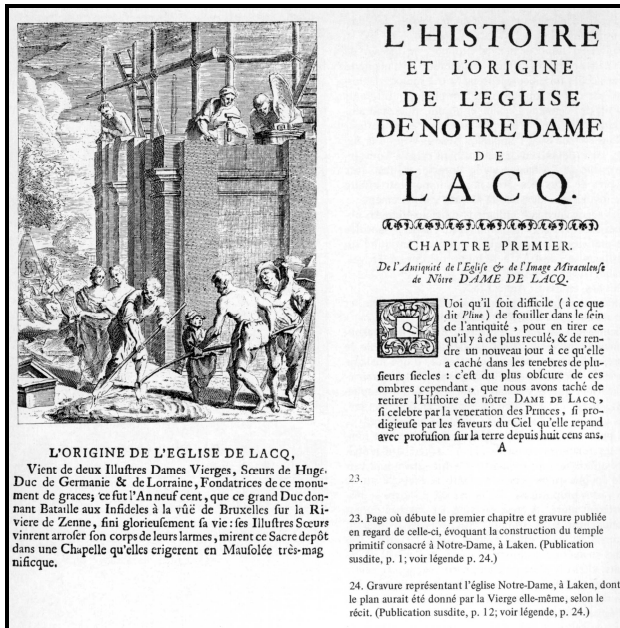 L'ORIGINE DE L'EGLISE DE LACQ,
Vient de deux Illuſtres Dames Vierges, Sœurs de Huge,
Duc de Germanie & de Lorraine, Fondatrices de ce monu-
ment de graces; ce fut l'An neuf cent, que ce grand Duc don-
nant Bataille aux Infideles à la vûë de Bruxelles ſur la Ri-
viere de Zenne, fini glorieuſement ſa vie: ſes Illuſtres Sœurs
vinrent arroſer ſon corps de leurs larmes, mirent ce Sacre depôt
dans une Chapelle qu'elles erigerent en Mauſolée très-mag
nificque.
L'HISTOIRE
ET L'ORIGINE
DE L'EGLISE
DE NOTRE DAME
DE
LACQ.
CHAPITRE PREMIER.
De l'Antiquité de l'Egliſe & de l'Image Miraculeuſe
de Nôtre DAME DE LACQ.
QUoi qu'il ſoit difficile (à ce que
dit Pline) de fouiller dans le ſein
de l'antiquité, pour en tirer ce
qu'il y à de plus reculé, & de ren-
dre un nouveau jour à ce qu'elle
a caché dans les tenebres de plu-
ſieurs ſiecles : c'eſt du plus obſcure de ces
ombres cependant, que nous avons taché de
retirer l'Hiſtoire de nôtre DAME DE LACQ,
ſi celebre par la veneration des Princes, ſi pro-
digieuſe par les faveurs du Ciel qu'elle repand
avec profuſion ſur la terre depuis huit cens ans.
A
23.
23. Page où débute le premier chapitre et gravure publiée
en regard de celle-ci, évoquant la construction du temple
primitif consacré à Notre-Dame, à Laken. (Publication
susdite, p. 1; voir légende p. 24.)
24. Gravure représentant l'église Notre-Dame, à Laken, dont
le plan aurait été donné par la Vierge elle-même, selon le
récit. (Publication susdite, p. 12; voir légende, p. 24.)